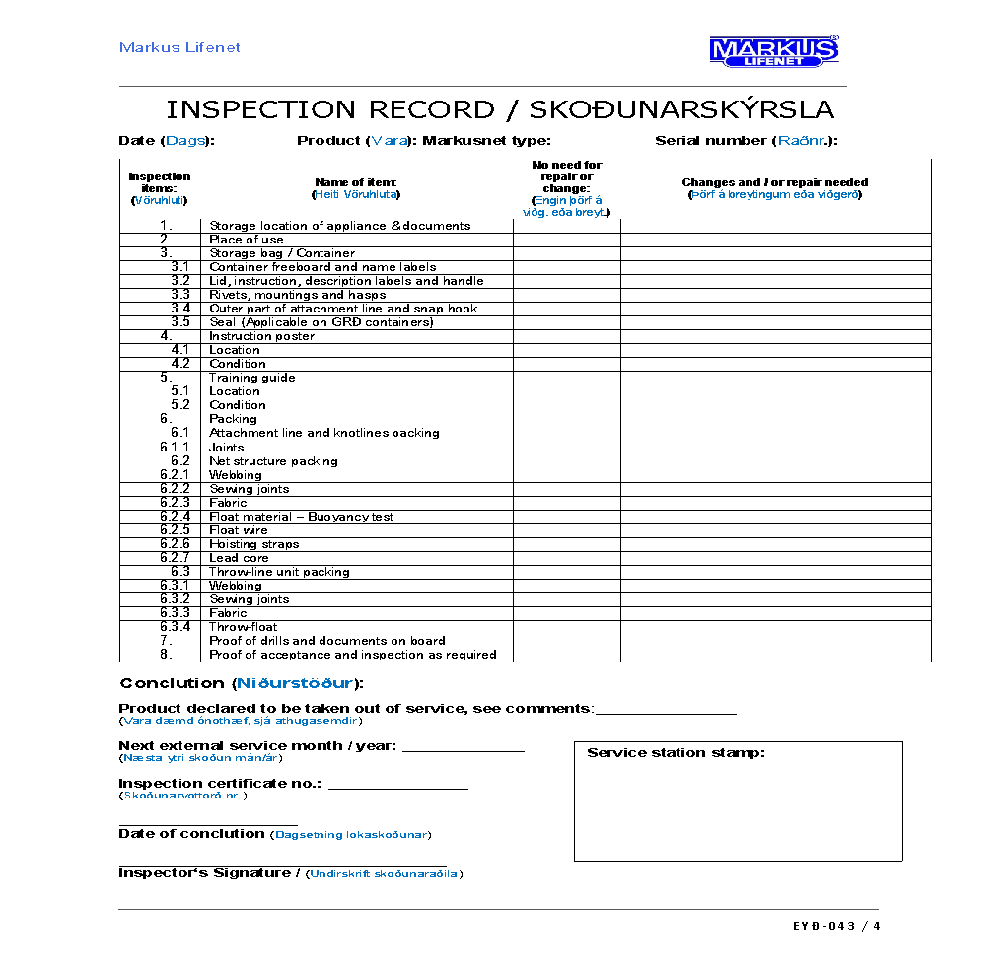 Markus Lifenet
MARKUS®
LIFENET
INSPECTION RECORD / SKOÐUNARSKÝRSLA
Date (Dags): Product (Vara): Markusnet type: Serial number (Raðnr.):
Inspection items: (Vöruhluti) Name of item: (Heiti Vöruhluta) No need for repair or change: (Engin þörf á viðg. eða breyt.) Changes and / or repair needed (Þörf á breytingum eða viðgerð)
1. Storage location of appliance & documents
2. Place of use
3. Storage bag / Container
3.1 Container freeboard and name labels
3.2 Lid, instruction, description labels and handle
3.3 Rivets, mountings and hasps
3.4 Outer part of attachment line and snap hook
3.5 Seal (Applicable on GRÐ containers)
4. Instruction poster
4.1 Location
4.2 Condition
5. Training guide
5.1 Location
5.2 Condition
6. Packing
6.1 Attachment line and knotlines packing
6.1.1 Joints
6.2 Net structure packing
6.2.1 Webbing
6.2.2 Sewing joints
6.2.3 Fabric
6.2.4 Float material – Buoyancy test
6.2.5 Float wire
6.2.6 Hoisting straps
6.2.7 Lead core
6.3 Throw-line unit packing
6.3.1 Webbing
6.3.2 Sewing joints
6.3.3 Fabric
6.3.4 Throw-float
7. Proof of drills and documents on board
8. Proof of acceptance and inspection as required
Conclution (Niðurstöður):
Product declared to be taken out of service, see comments:
(Vara dæmd ónothæf, sjá athugasemdir)
Next external service month / year:
(Næsta ytri skoðun mán/ár)
Service station stamp:
Inspection certificate no.:
(Skoðunarvottorð nr.)
Date of conclution (Dagsetning lokaskoðunar)
Inspector's Signature / (Undirskrift skoðunaraðila)
EYÐ-043 / 4